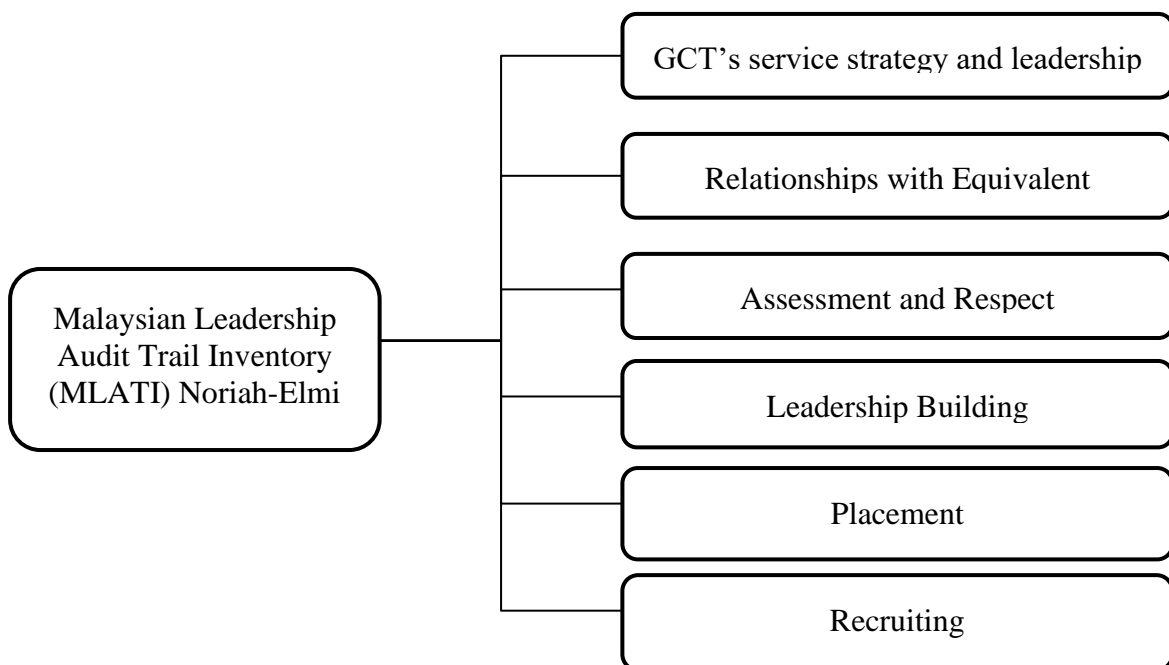 GCT’s service strategy and leadership
Relationships with Equivalent
Assessment and Respect
Malaysian Leadership
Audit Trail Inventory
(MLATI) Noriah-Elmi
Leadership Building
Placement
Recruiting